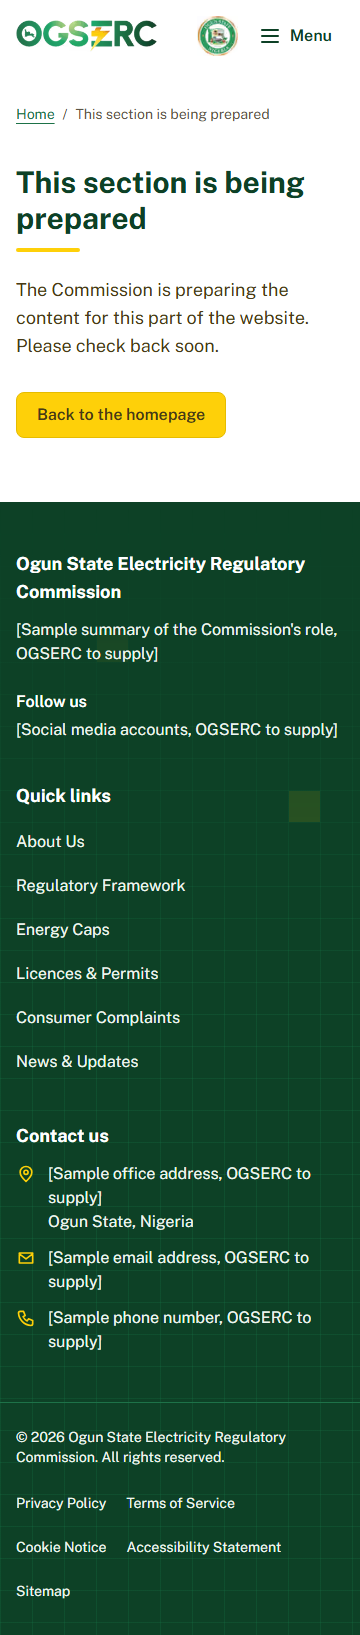 OGSERC
Menu
Home / This section is being prepared
This section is being
prepared
The Commission is preparing the
content for this part of the website.
Please check back soon.
Back to the homepage
Ogun State Electricity Regulatory
Commission
[Sample summary of the Commission's role,
OGSERC to supply]
Follow us
[Social media accounts, OGSERC to supply]
Quick links
About Us
Regulatory Framework
Energy Caps
Licences & Permits
Consumer Complaints
News & Updates
Contact us
[Sample office address, OGSERC to
supply]
Ogun State, Nigeria
[Sample email address, OGSERC to
supply]
[Sample phone number, OGSERC to
supply]
© 2026 Ogun State Electricity Regulatory
Commission. All rights reserved.
Privacy Policy Terms of Service
Cookie Notice Accessibility Statement
Sitemap